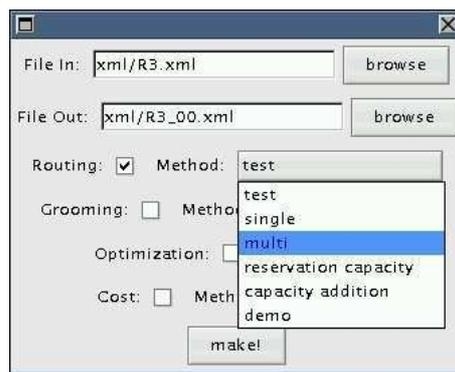 File In: xml/R3.xml browse
File Out: xml/R3_00.xml browse
Routing: Method: test
test
single
Grooming: Metho
multi
reservation capacity
Optimization:
capacity addition
Cost: Meth
demo
make!